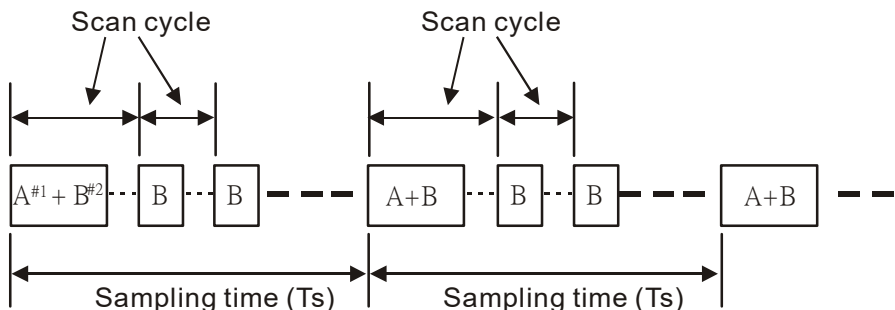 Scan cycle Scan cycle
A#1 + B#2 B B A+B B B A+B
Sampling time (Ts) Sampling time (Ts)